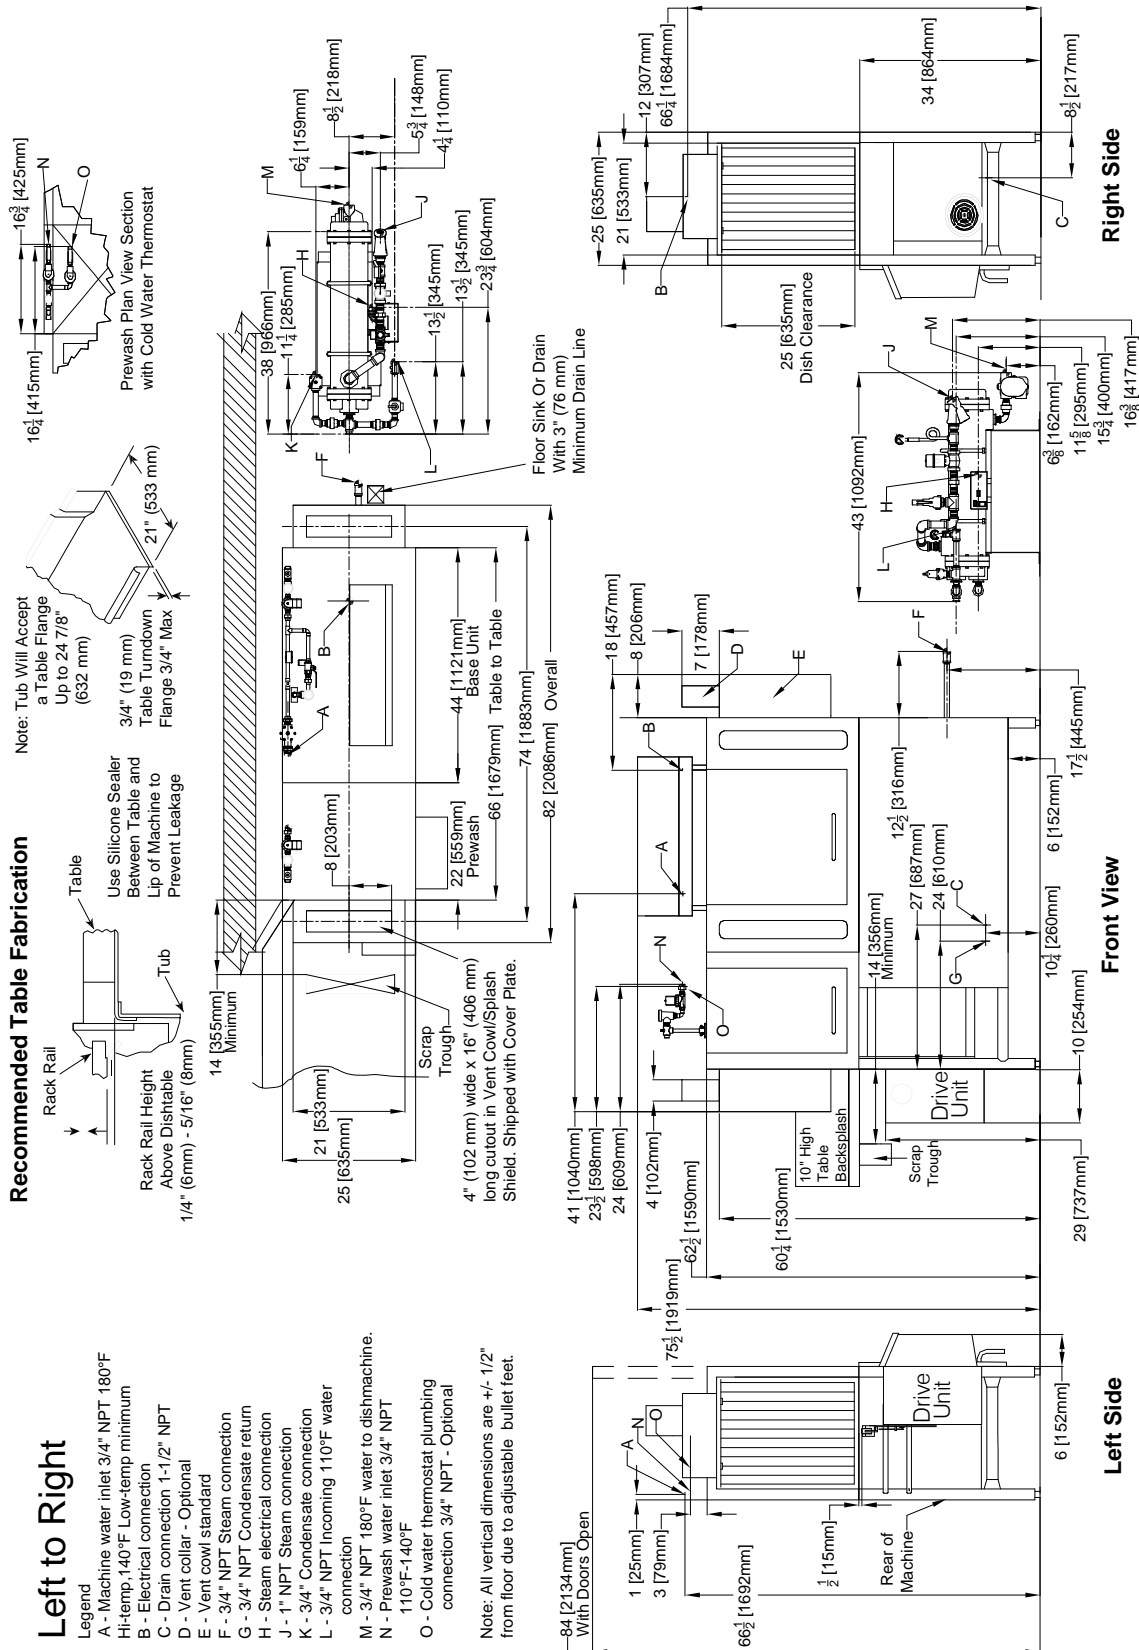 Left to Right
Legend
A - Machine water inlet 3/4" NPT 180°F
Hi-temp,140°F Low-temp minimum
B - Electrical connection
C - Drain connection 1-1/2" NPT
D - Vent collar - Optional
E - Vent cowl standard
F - 3/4" NPT Steam connection
G - 3/4" NPT Condensate return
H - Steam electrical connection
J - 1" NPT Steam connection
K - 3/4" Condensate connection
L - 3/4" NPT Incoming 110°F water
connection
M - 3/4" NPT 180°F water to dishmachine.
N - Prewash water inlet 3/4" NPT
110°F-140°F
O - Cold water thermostat plumbing
connection 3/4" NPT - Optional
Note: All vertical dimensions are +/- 1/2"
from floor due to adjustable bullet feet.
Recommended Table Fabrication
Rack Rail
Table
Tub
Rack Rail Height
Above Dishtable
1/4" (6mm) - 5/16" (8mm)
Use Silicone Sealer
Between Table and
Lip of Machine to
Prevent Leakage
Note: Tub Will Accept
a Table Flange
Up to 24 7/8"
(632 mm)
21" (533 mm)
3/4" (19 mm)
Table Turndown
Flange 3/4" Max
16 1/4 [415mm]
16 3/4 [425mm]
N
O
Prewash Plan View Section
with Cold Water Thermostat
14 [355mm]
Minimum
21 [533mm]
25 [635mm]
Scrap
Trough
4" (102 mm) wide x 16" (406 mm)
long cutout in Vent Cowl/Splash
Shield. Shipped with Cover Plate.
8 [203mm]
22 [559mm]
Prewash
A
B
44 [1121mm]
Base Unit
66 [1679mm] Table to Table
74 [1883mm]
82 [2086mm] Overall
F
Floor Sink Or Drain
With 3" (76 mm)
Minimum Drain Line
K
L
H
M
J
38 [966mm]
11 1/4 [285mm]
6 1/4 [159mm]
8 1/2 [218mm]
5 3/4 [148mm]
4 1/4 [110mm]
13 1/2 [345mm]
13 1/2 [345mm]
23 3/4 [604mm]
84 [2134mm]
With Doors Open
1 [25mm]
3 [79mm]
66 1/2 [1692mm]
1/2 [15mm]
Rear of
Machine
A
N
O
Drive
Unit
6 [152mm]
Left Side
75 1/2 [1919mm]
62 1/2 [1590mm]
60 1/4 [1530mm]
41 [1040mm]
23 1/2 [598mm]
24 [609mm]
4 [102mm]
10" High
Table
Backsplash
Scrap
Trough
29 [737mm]
Drive
Unit
10 [254mm]
14 [356mm]
Minimum
O
N
A
B
G
C
27 [687mm]
24 [610mm]
10 1/4 [260mm]
12 1/2 [316mm]
6 [152mm]
17 1/2 [445mm]
18 [457mm]
8 [206mm]
7 [178mm]
D
E
F
Front View
L
H
J
M
43 [1092mm]
6 3/8 [162mm]
11 5/8 [295mm]
15 3/4 [400mm]
16 3/8 [417mm]
25 [635mm]
21 [533mm]
12 [307mm]
66 1/4 [1684mm]
34 [864mm]
8 1/2 [217mm]
25 [635mm]
Dish Clearance
B
C
Right Side